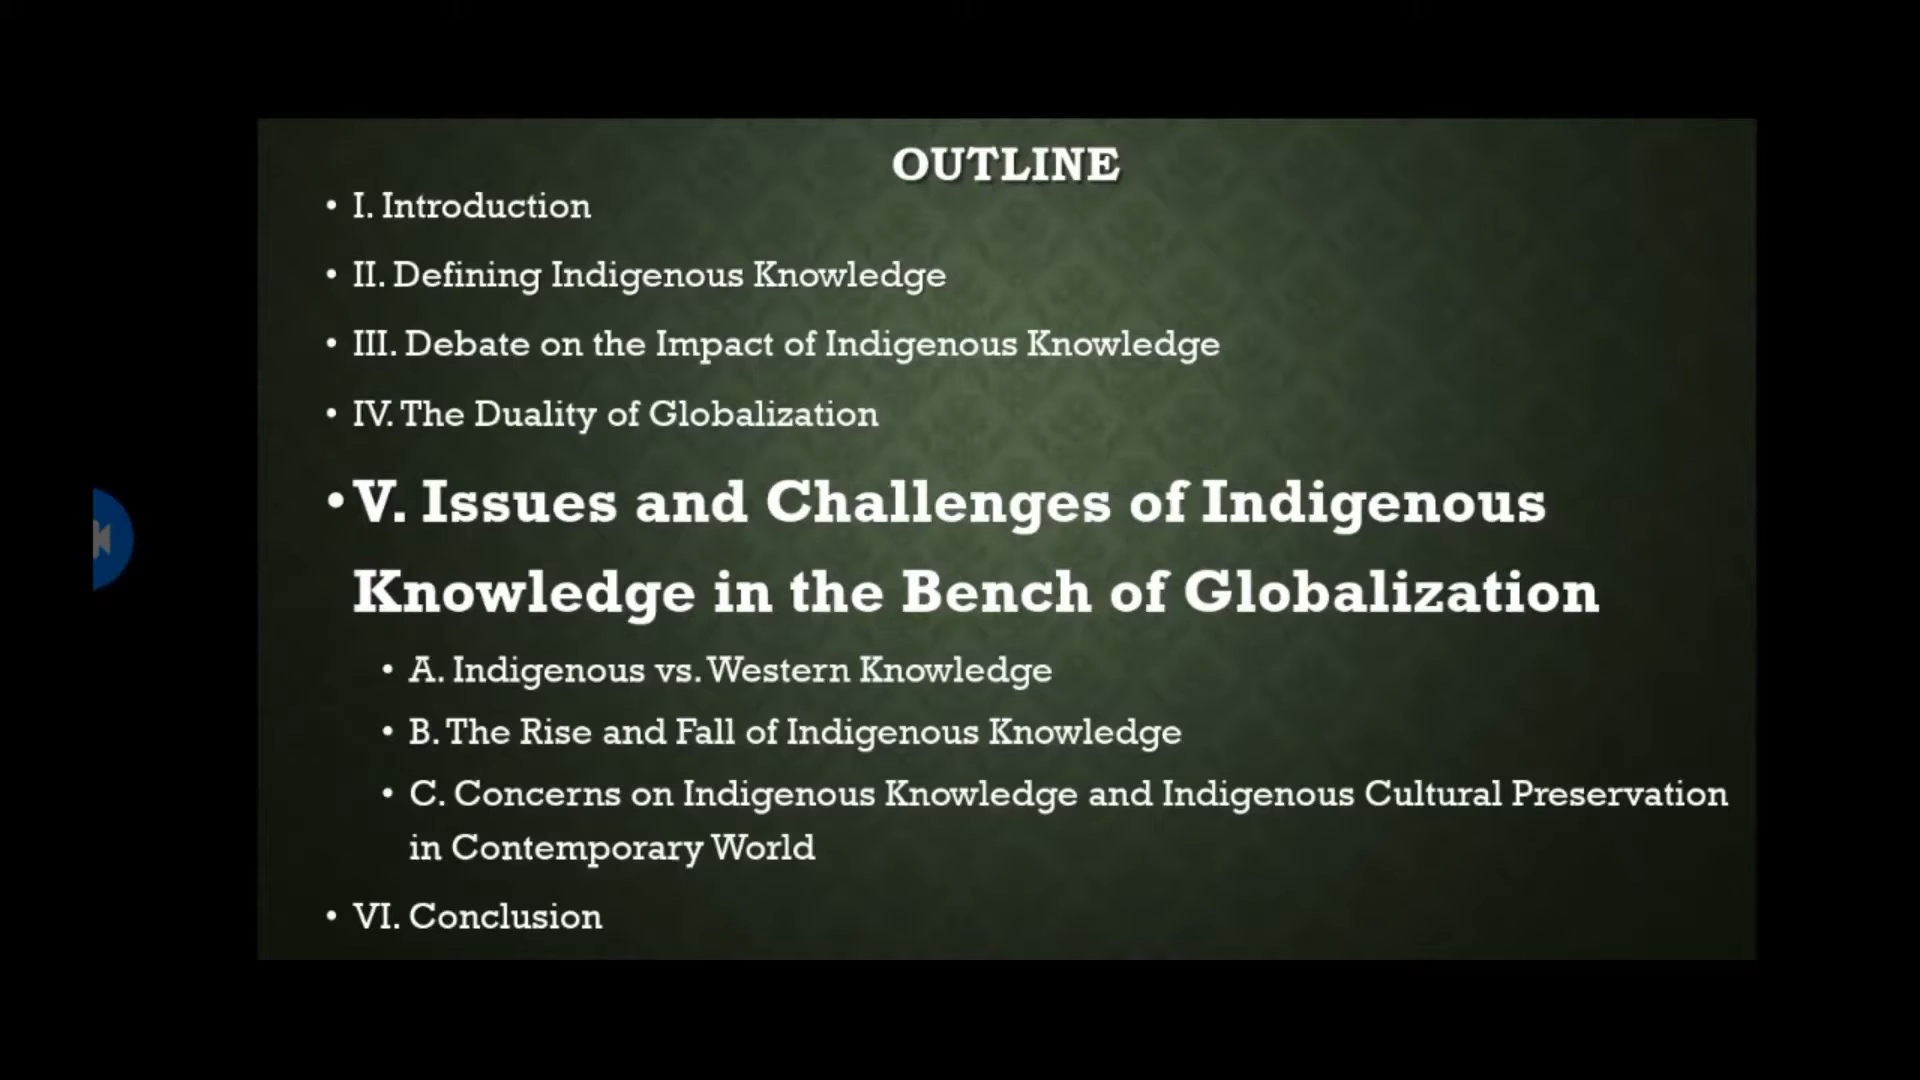 OUTLINE
• I. Introduction
• II. Defining Indigenous Knowledge
• III. Debate on the Impact of Indigenous Knowledge
• IV. The Duality of Globalization
• V. Issues and Challenges of Indigenous
Knowledge in the Bench of Globalization
• A. Indigenous vs. Western Knowledge
• B. The Rise and Fall of Indigenous Knowledge
• C. Concerns on Indigenous Knowledge and Indigenous Cultural Preservation
in Contemporary World
• VI. Conclusion